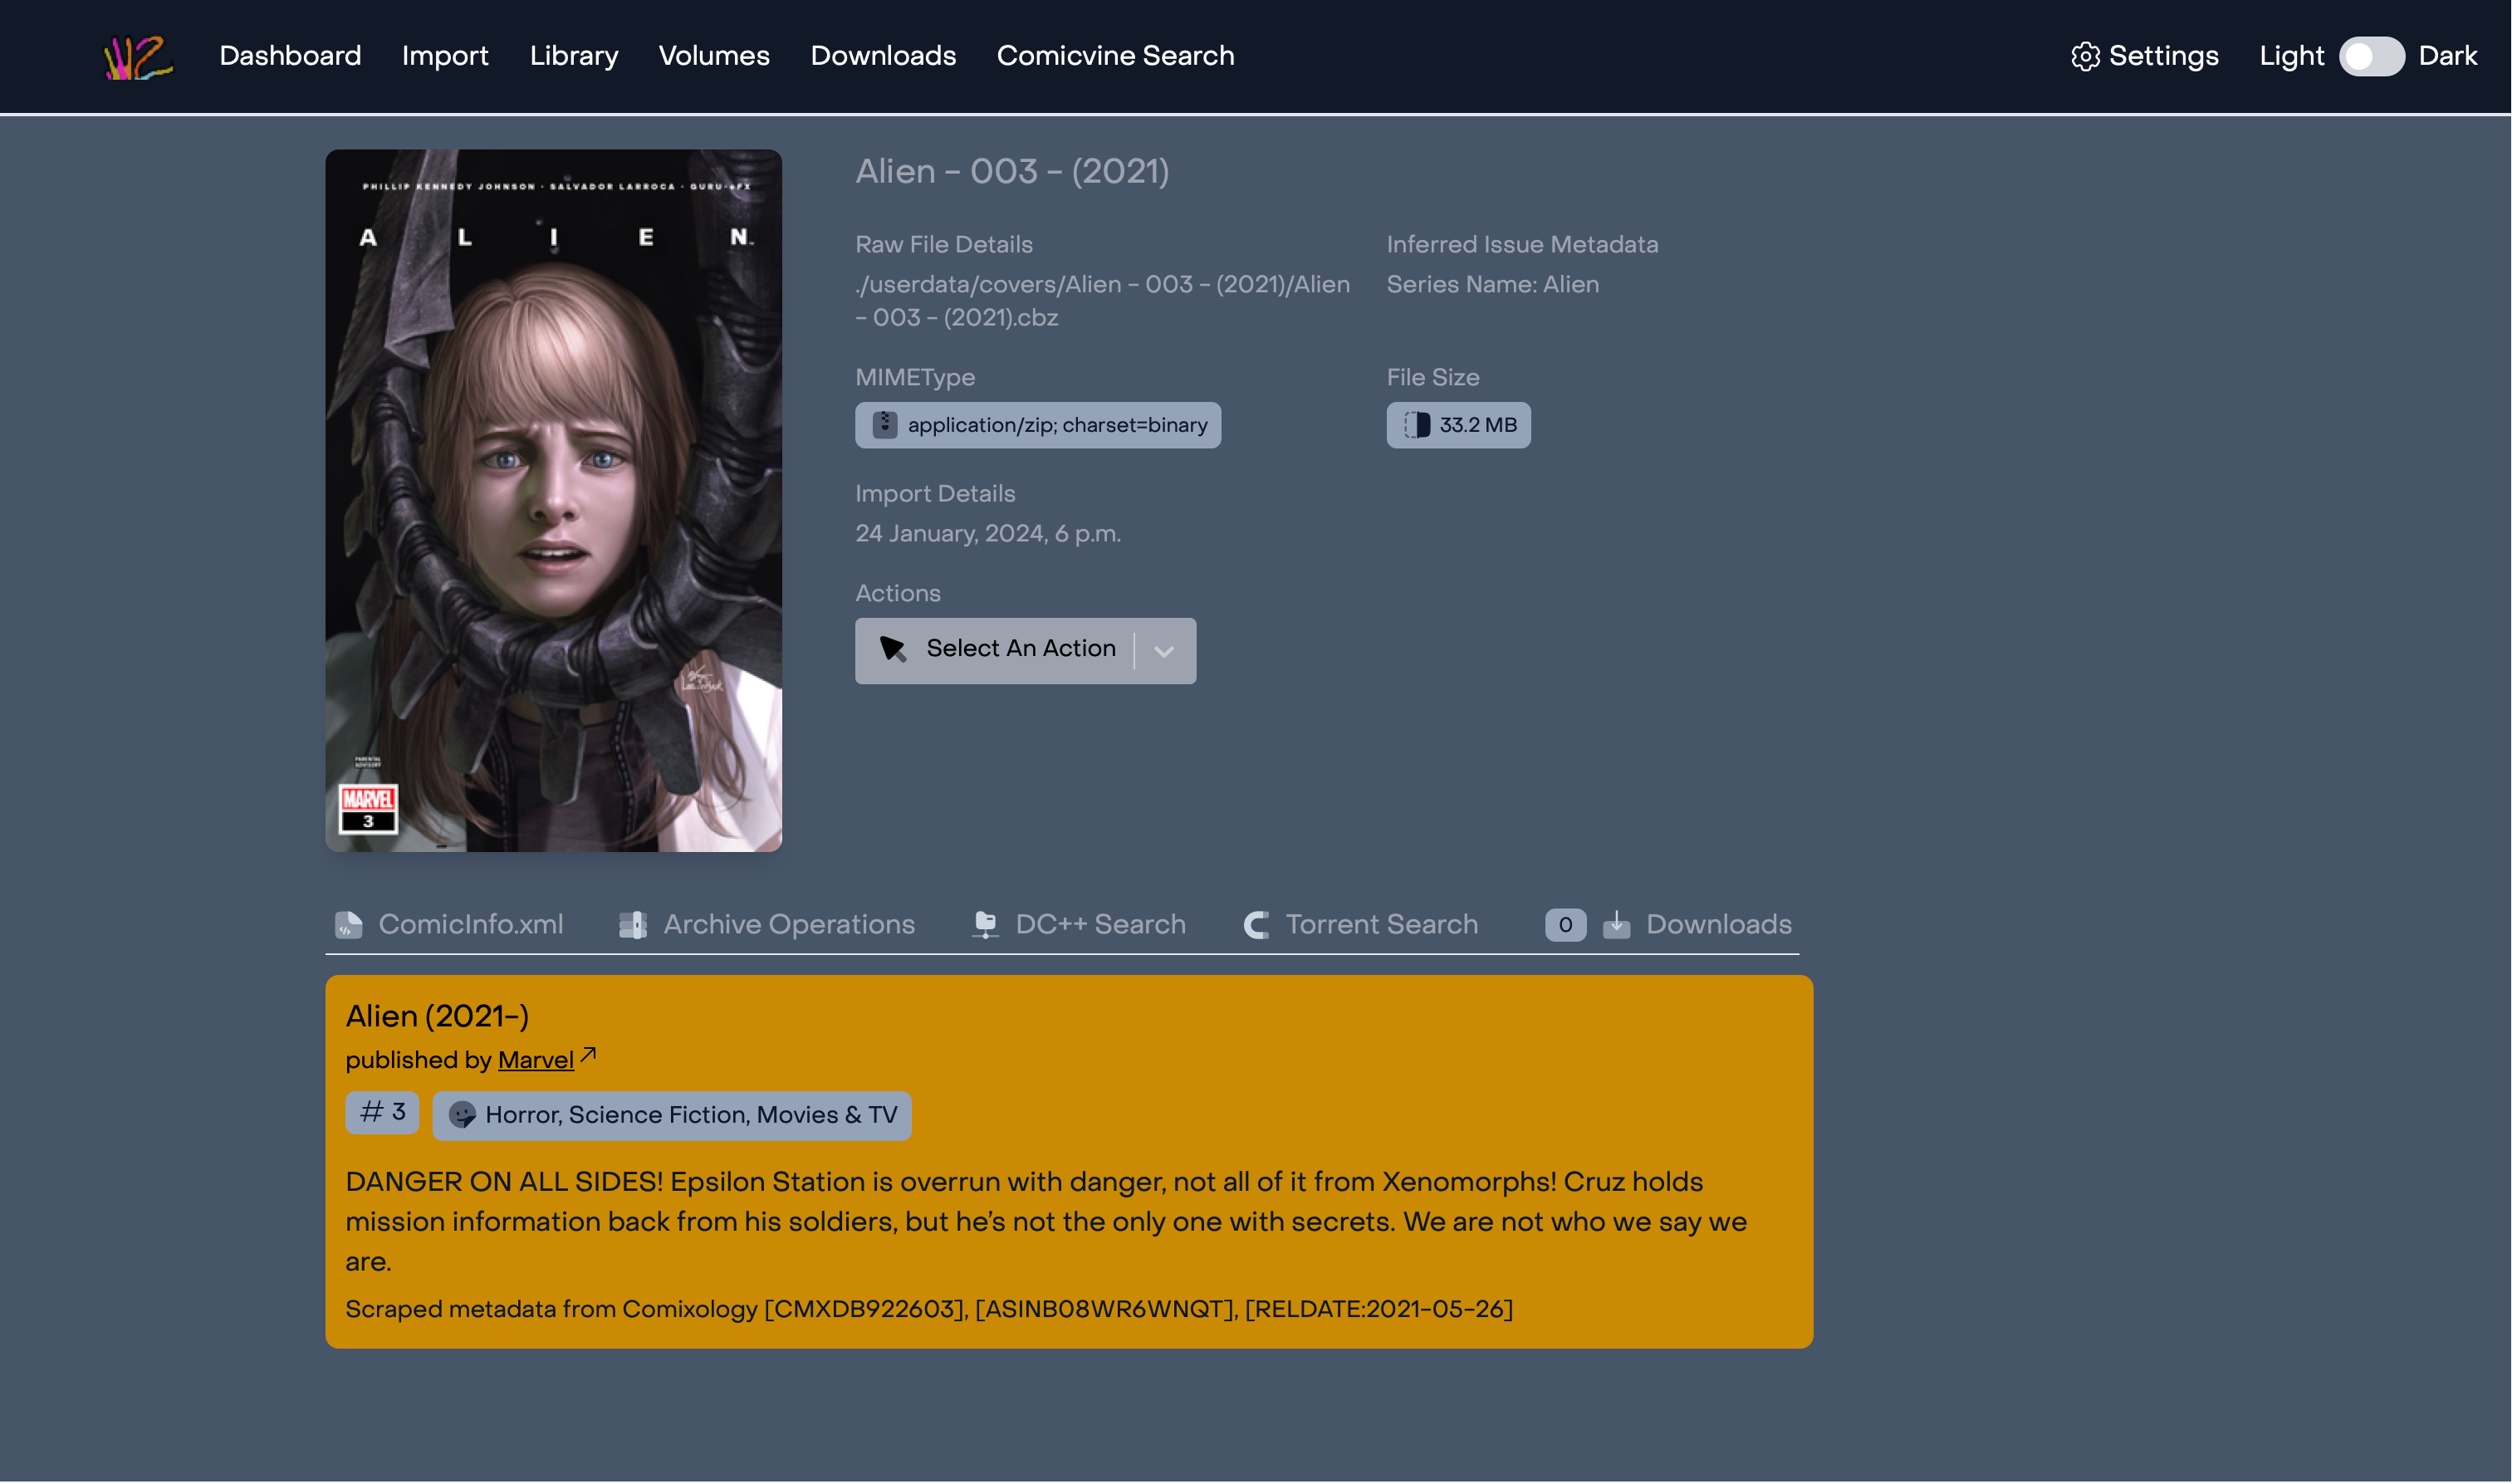 Dashboard Import Library Volumes Downloads Comicvine Search Settings Light Dark
PHILLIP KENNEDY JOHNSON · SALVADOR LARROCA · GURU-eFX
A L I E N
PARENTAL
ADVISORY
MARVEL
3
Alien - 003 - (2021)
Raw File Details
./userdata/covers/Alien - 003 - (2021)/Alien
- 003 - (2021).cbz
Inferred Issue Metadata
Series Name: Alien
MIMEType
application/zip; charset=binary
File Size
33.2 MB
Import Details
24 January, 2024, 6 p.m.
Actions
Select An Action
ComicInfo.xml Archive Operations DC++ Search Torrent Search 0 Downloads
Alien (2021-)
published by Marvel
# 3 Horror, Science Fiction, Movies & TV
DANGER ON ALL SIDES! Epsilon Station is overrun with danger, not all of it from Xenomorphs! Cruz holds
mission information back from his soldiers, but he’s not the only one with secrets. We are not who we say we
are.
Scraped metadata from Comixology [CMXDB922603], [ASINB08WR6WNQT], [RELDATE:2021-05-26]